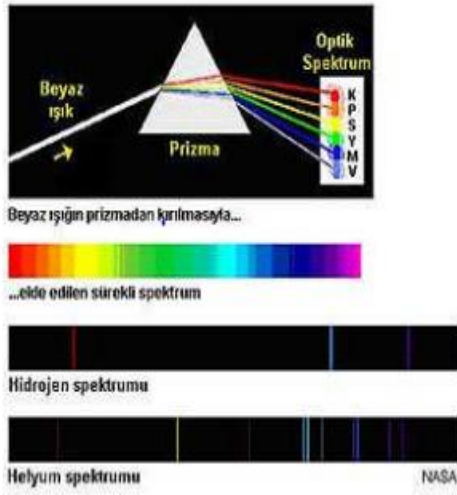 Optik
Spektrum
Beyaz
ışık
K
P
S
Y
M
V
Prizma
Beyaz ışığın prizmadan kırılmasıyla...
...elde edilen sürekli spektrum
Hidrojen spektrumu
Helyum spektrumu
NASA